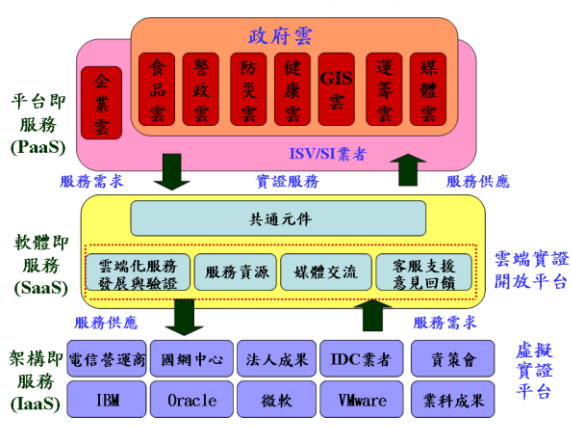 政府雲
企業雲
食品雲
警政雲
防災雲
健康雲
GIS雲
運籌雲
媒體雲
平台即
服務
(PaaS)
ISV/SI業者
服務需求
實證服務
服務供應
共通元件
軟體即
服務
(SaaS)
雲端化服務
發展與驗證
服務資源
媒體交流
客服支援
意見回饋
雲端實證
開放平台
服務供應
服務需求
架構即
服務
(IaaS)
電信營運商
國網中心
法人成果
IDC業者
資策會
IBM
Oracle
微軟
VMware
業科成果
虛擬
實證
平台